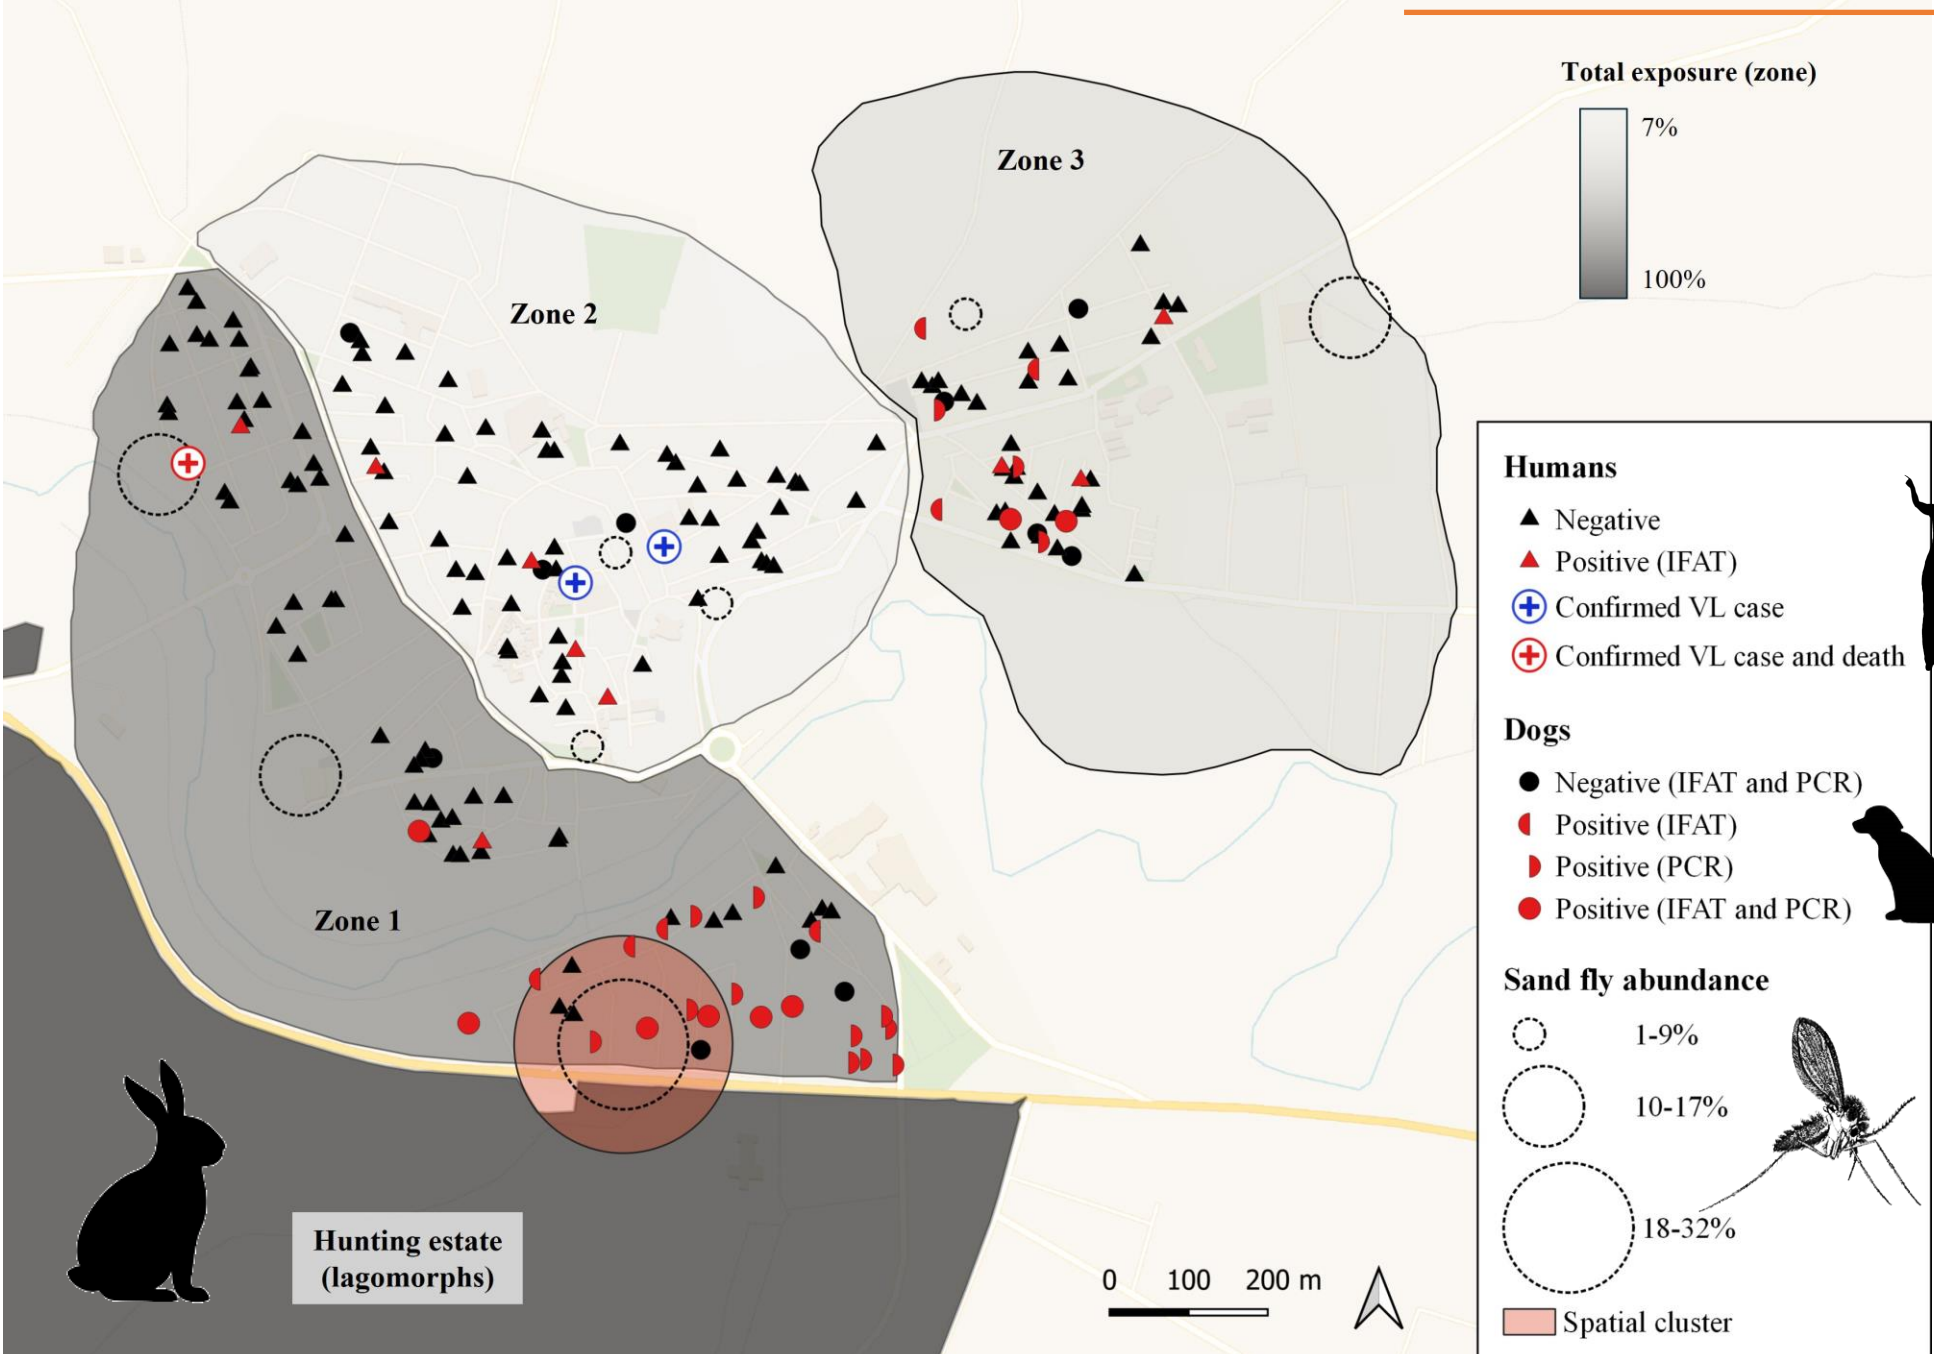 Total exposure (zone)
7%
100%
Zone 3
Zone 2
Zone 1
Hunting estate
(lagomorphs)
0 100 200 m
Humans
Negative
Positive (IFAT)
Confirmed VL case
Confirmed VL case and death
Dogs
Negative (IFAT and PCR)
Positive (IFAT)
Positive (PCR)
Positive (IFAT and PCR)
Sand fly abundance
1-9%
10-17%
18-32%
Spatial cluster